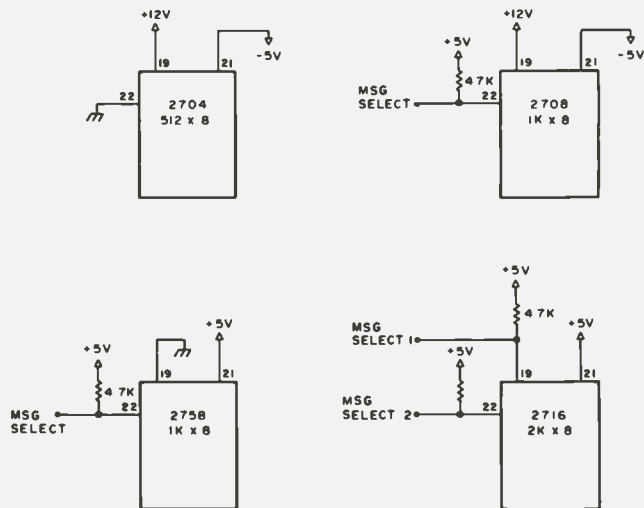 +12V
19
21
-5V
22
2704
512 x 8
+12V
19
21
-5V
+5V
4.7K
MSG
SELECT
22
2708
1K x 8
+5V
4.7K
MSG
SELECT
22
19
+5V
21
2758
1K x 8
+5V
4.7K
MSG
SELECT 1
+5V
MSG
SELECT 2
22
19
+5V
21
2716
2K x 8